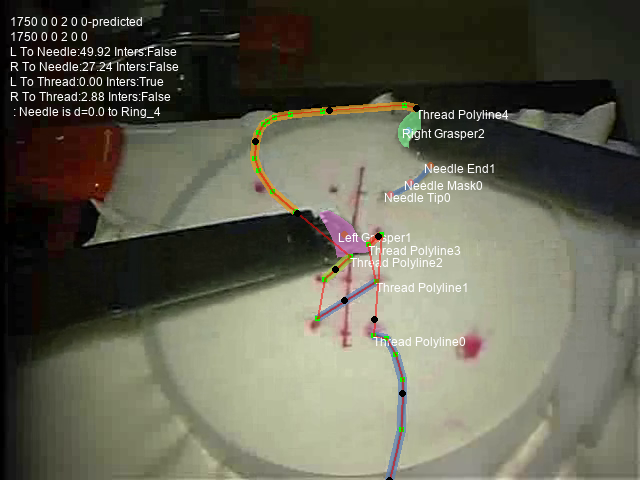 1750 0 0 2 0 0-predicted
1750 0 0 2 0 0
L To Needle:49.92 Inters:False
R To Needle:27.24 Inters:False
L To Thread:0.00 Inters:True
R To Thread:2.88 Inters:False
: Needle is d=0.0 to Ring_4
Thread Polyline4
Right Grasper2
Needle End1
Needle Mask0
Needle Tip0
Left Grasper1
Thread Polyline3
Thread Polyline2
Thread Polyline1
Thread Polyline0